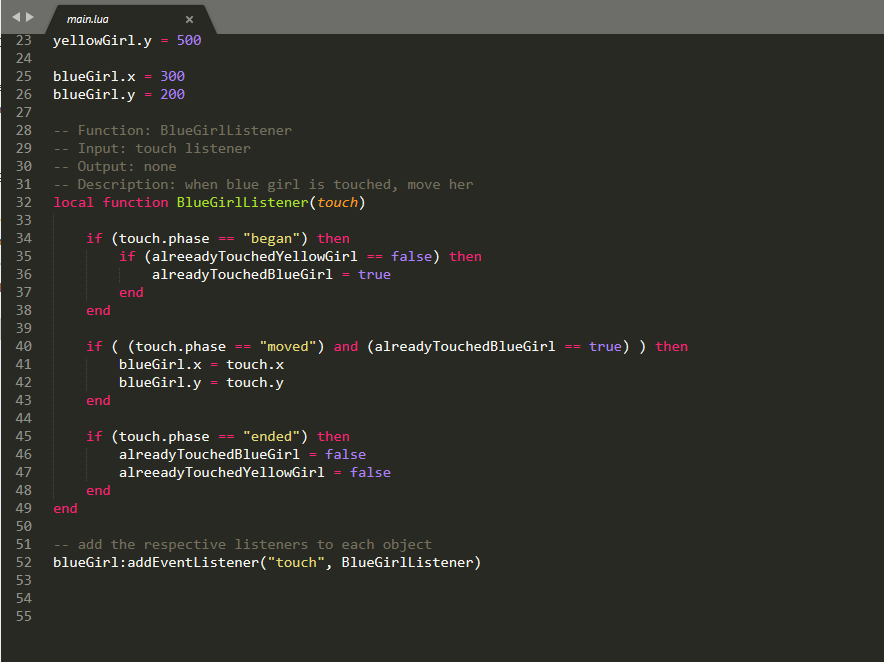 main.lua ×
23 yellowGirl.y = 500
24
25 blueGirl.x = 300
26 blueGirl.y = 200
27
28 -- Function: BlueGirlListener
29 -- Input: touch listener
30 -- Output: none
31 -- Description: when blue girl is touched, move her
32 local function BlueGirlListener(touch)
33
34     if (touch.phase == "began") then
35         if (alreeadyTouchedYellowGirl == false) then
36             alreadyTouchedBlueGirl = true
37         end
38     end
39
40     if ( (touch.phase == "moved") and (alreadyTouchedBlueGirl == true) ) then
41         blueGirl.x = touch.x
42         blueGirl.y = touch.y
43     end
44
45     if (touch.phase == "ended") then
46         alreadyTouchedBlueGirl = false
47         alreeadyTouchedYellowGirl = false
48     end
49 end
50
51 -- add the respective listeners to each object
52 blueGirl:addEventListener("touch", BlueGirlListener)
53
54
55